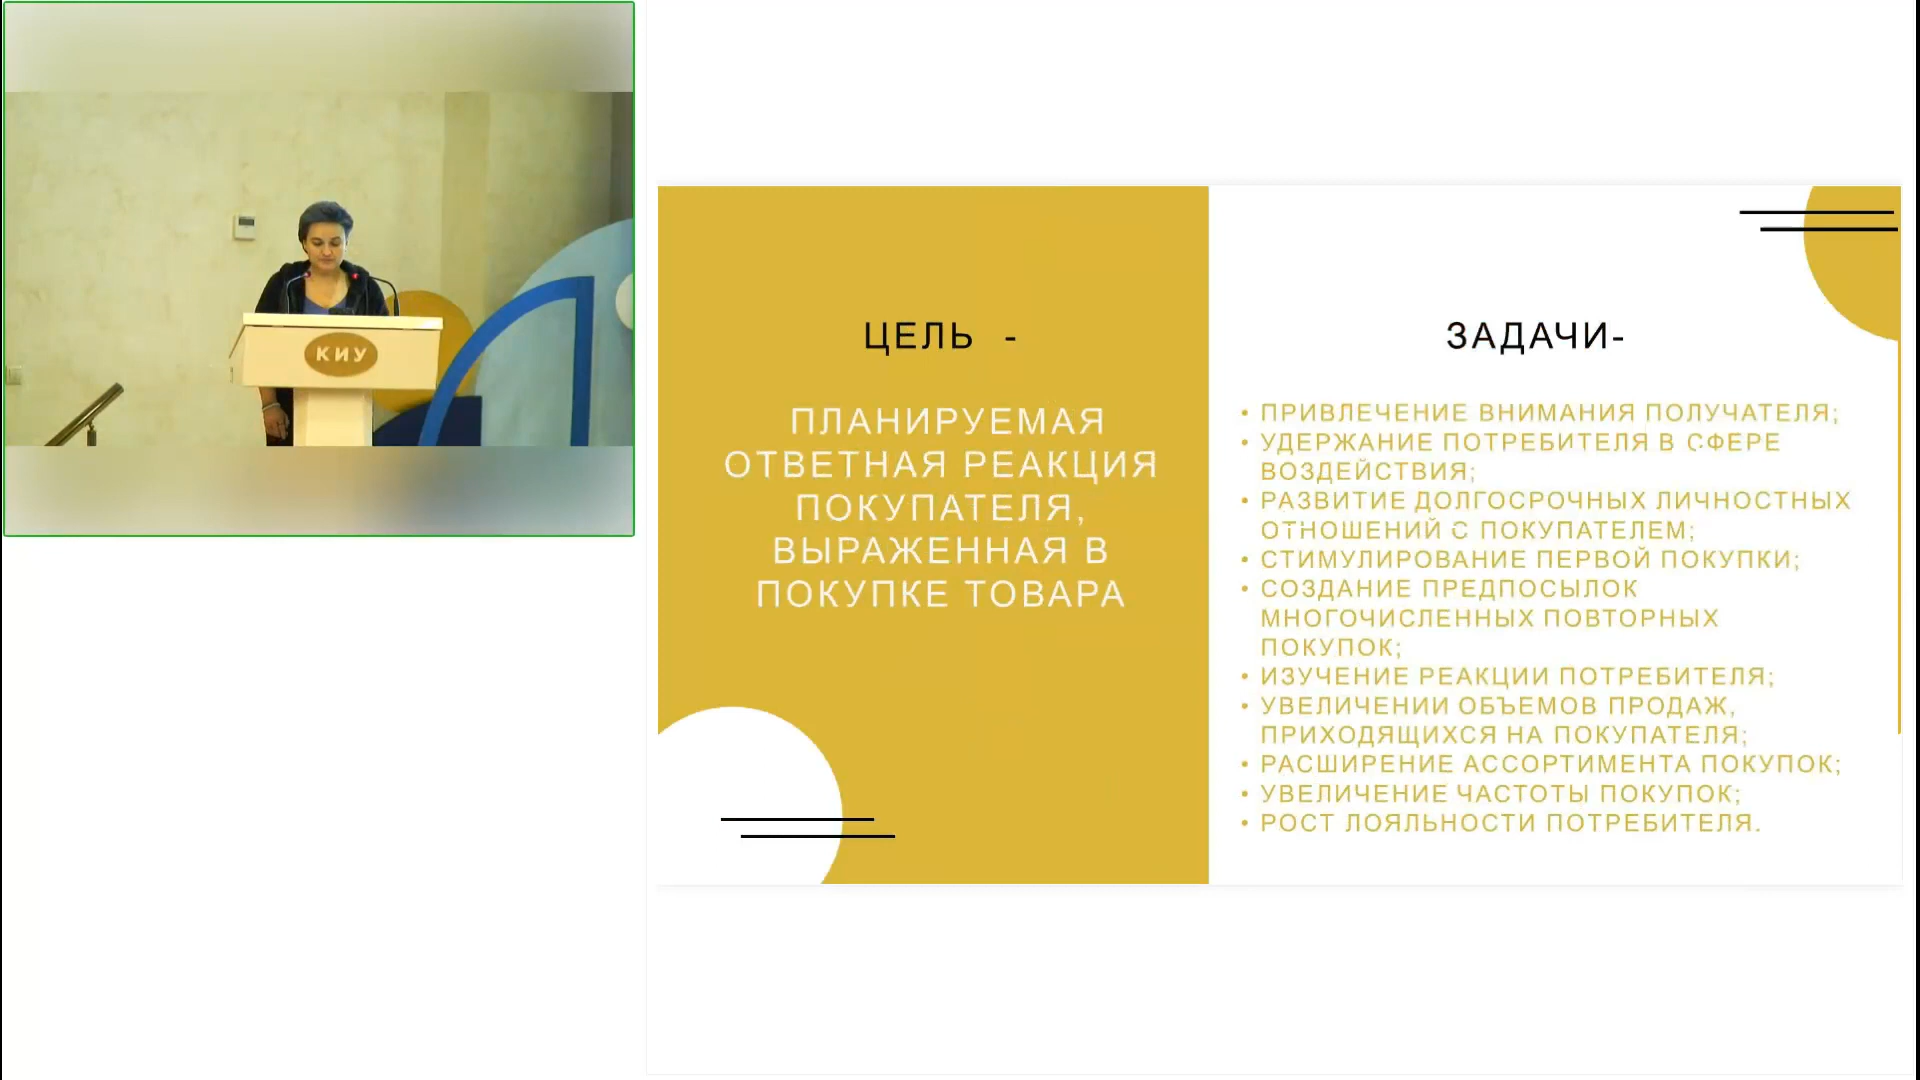 КИУ
ЦЕЛЬ -
ПЛАНИРУЕМАЯ
ОТВЕТНАЯ РЕАКЦИЯ
ПОКУПАТЕЛЯ,
ВЫРАЖЕННАЯ В
ПОКУПКЕ ТОВАРА
ЗАДАЧИ-
• ПРИВЛЕЧЕНИЕ ВНИМАНИЯ ПОЛУЧАТЕЛЯ;
• УДЕРЖАНИЕ ПОТРЕБИТЕЛЯ В СФЕРЕ
ВОЗДЕЙСТВИЯ;
• РАЗВИТИЕ ДОЛГОСРОЧНЫХ ЛИЧНОСТНЫХ
ОТНОШЕНИЙ С ПОКУПАТЕЛЕМ;
• СТИМУЛИРОВАНИЕ ПЕРВОЙ ПОКУПКИ;
• СОЗДАНИЕ ПРЕДПОСЫЛОК
МНОГОЧИСЛЕННЫХ ПОВТОРНЫХ
ПОКУПОК;
• ИЗУЧЕНИЕ РЕАКЦИИ ПОТРЕБИТЕЛЯ;
• УВЕЛИЧЕНИИ ОБЪЕМОВ ПРОДАЖ,
ПРИХОДЯЩИХСЯ НА ПОКУПАТЕЛЯ;
• РАСШИРЕНИЕ АССОРТИМЕНТА ПОКУПОК;
• УВЕЛИЧЕНИЕ ЧАСТОТЫ ПОКУПОК;
• РОСТ ЛОЯЛЬНОСТИ ПОТРЕБИТЕЛЯ.